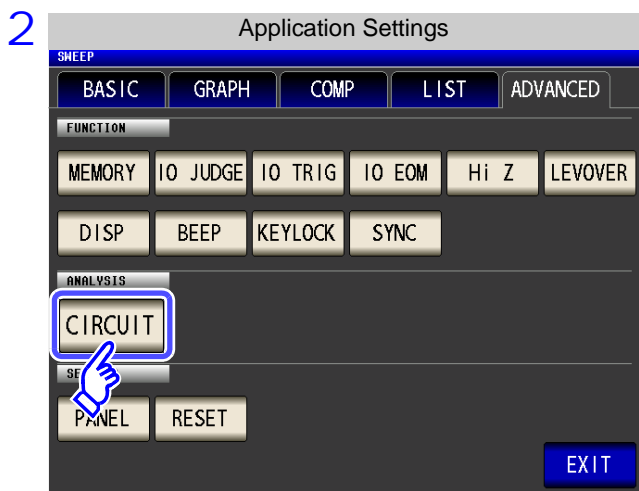 2
Application Settings
SWEEP
BASIC GRAPH COMP LIST ADVANCED
FUNCTION
MEMORY IO JUDGE IO TRIG IO EOM Hi Z LEVOVER
DISP BEEP KEYLOCK SYNC
ANALYSIS
CIRCUIT
PANEL RESET
EXIT